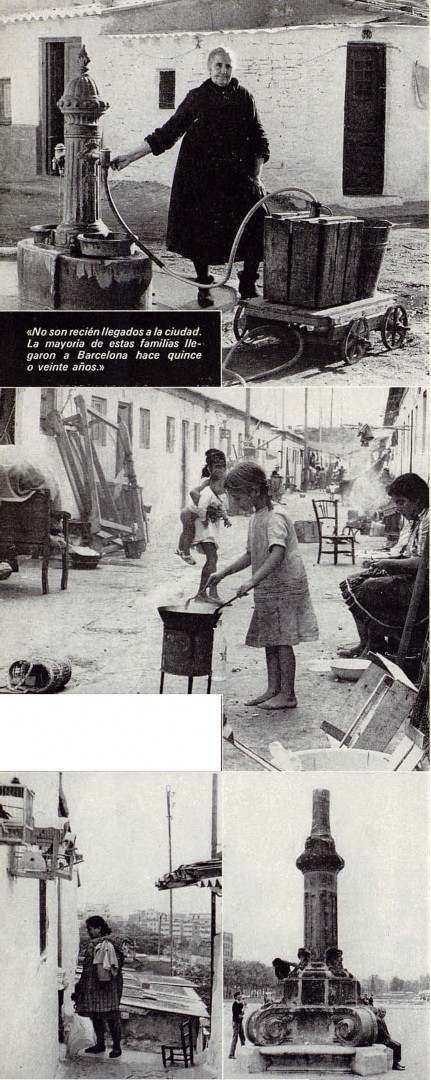 «No son recién llegados a la ciudad.
La mayoría de estas familias lle-
garon a Barcelona hace quince
o veinte años.»